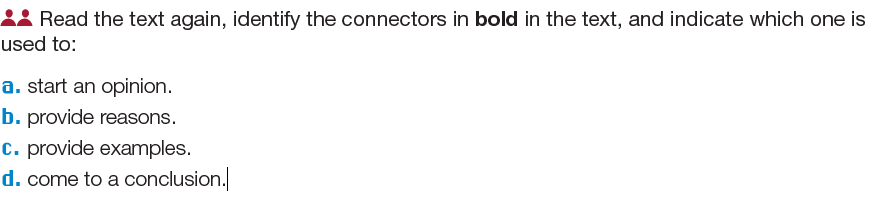 Read the text again, identify the connectors in bold in the text, and indicate which one is
used to:
a. start an opinion.
b. provide reasons.
c. provide examples.
d. come to a conclusion.